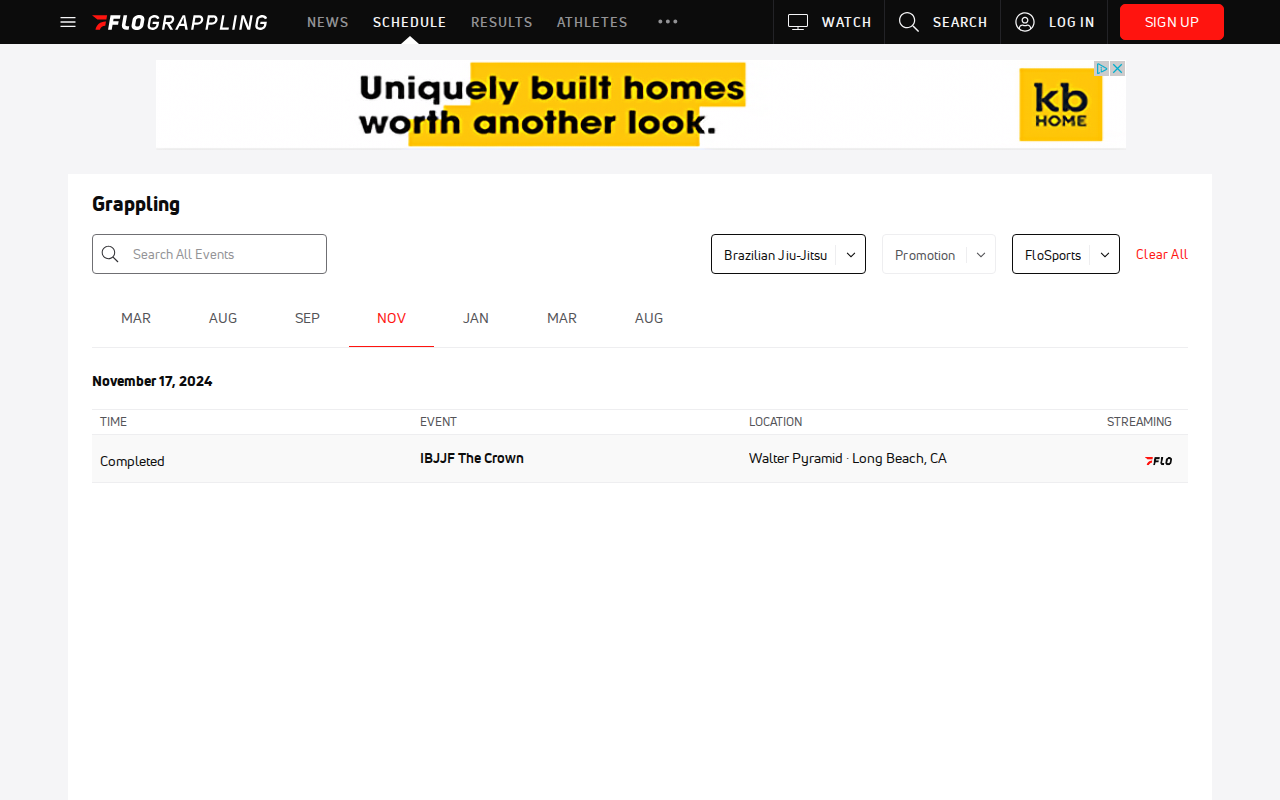 FLOGRAPPLING NEWS SCHEDULE RESULTS ATHLETES WATCH SEARCH LOG IN SIGN UP
Uniquely built homes
worth another look.
kb
HOME
Grappling
Search All Events Brazilian Jiu-Jitsu Promotion FloSports Clear All
MAR AUG SEP NOV JAN MAR AUG
November 17, 2024
TIME EVENT LOCATION STREAMING
Completed IBJJF The Crown Walter Pyramid · Long Beach, CA FLO